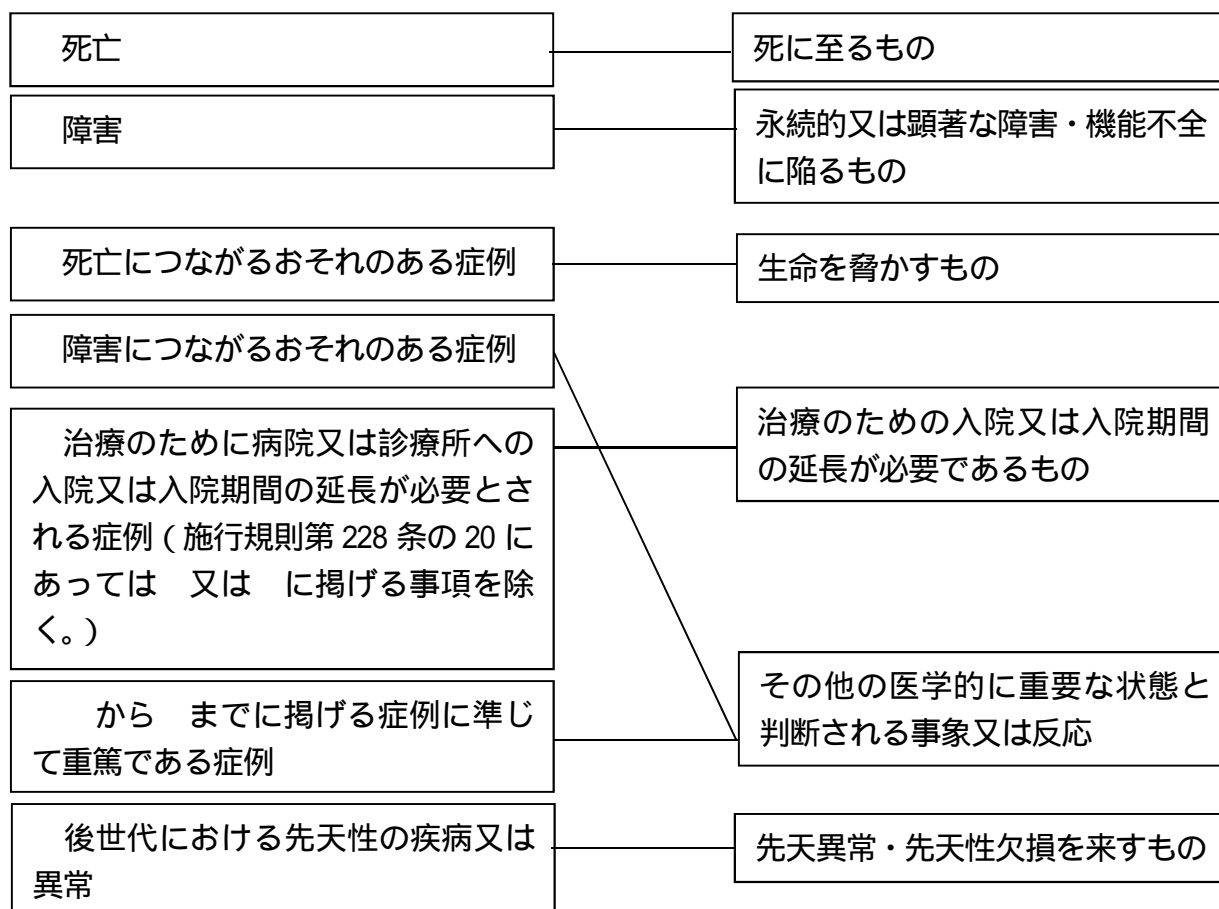 死亡
死に至るもの
障害
永続的又は顕著な障害・機能不全
に陥るもの
死亡につながるおそれのある症例
生命を脅かすもの
障害につながるおそれのある症例
治療のために病院又は診療所への
入院又は入院期間の延長が必要とさ
れる症例(施行規則第 228 条の 20 に
あっては 又は に掲げる事項を除
く。)
治療のための入院又は入院期間
の延長が必要であるもの
から までに掲げる症例に準じ
て重篤である症例
その他の医学的に重要な状態と
判断される事象又は反応
後世代における先天性の疾病又は
異常
先天異常・先天性欠損を来すもの